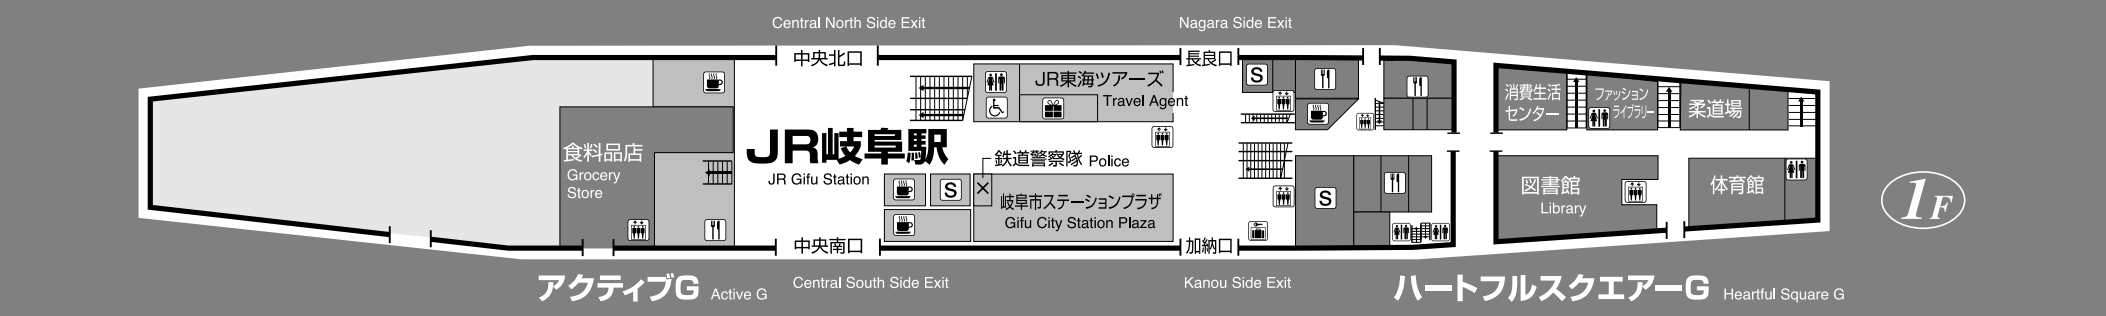 Central North Side Exit
Nagara Side Exit
中央北口
長良口
JR東海ツアーズ
Travel Agent
S
消費生活
センター
ファッション
ライブラリー
柔道場
食料品店
Grocery
Store
JR岐阜駅
JR Gifu Station
鉄道警察隊 Police
S
岐阜市ステーションプラザ
Gifu City Station Plaza
S
図書館
Library
体育館
1F
中央南口
加納口
アクティブG Active G
Central South Side Exit
Kanou Side Exit
ハートフルスクエアーG Heartful Square G